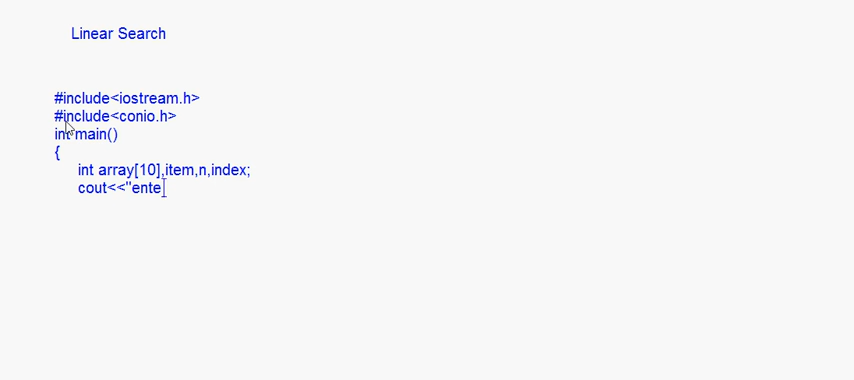 Linear Search
#include<iostream.h>
#include<conio.h>
int main()
{
int array[10],item,n,index;
cout<<"ente